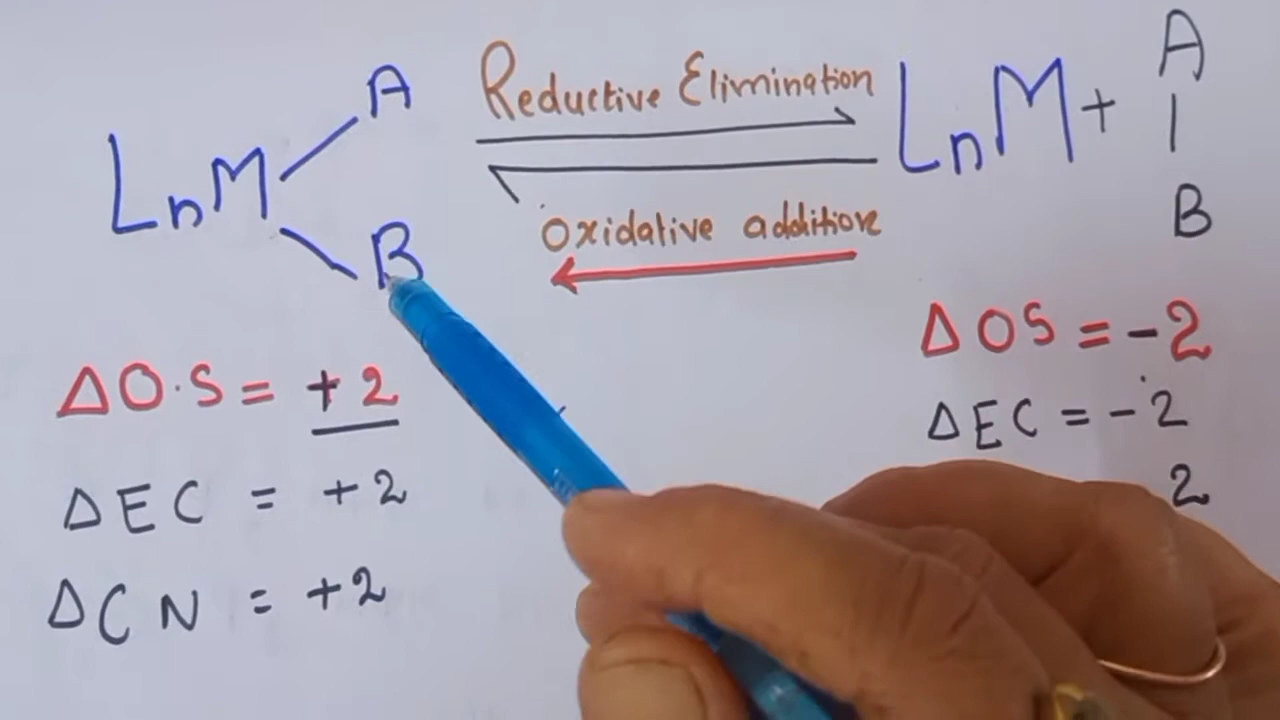 A
LnM
B
Reductive Elimination
oxidative addition
LnM + A
|
B
ΔO.S = +2
ΔEC = +2
ΔCN = +2
ΔOS = -2
ΔEC = -2
2